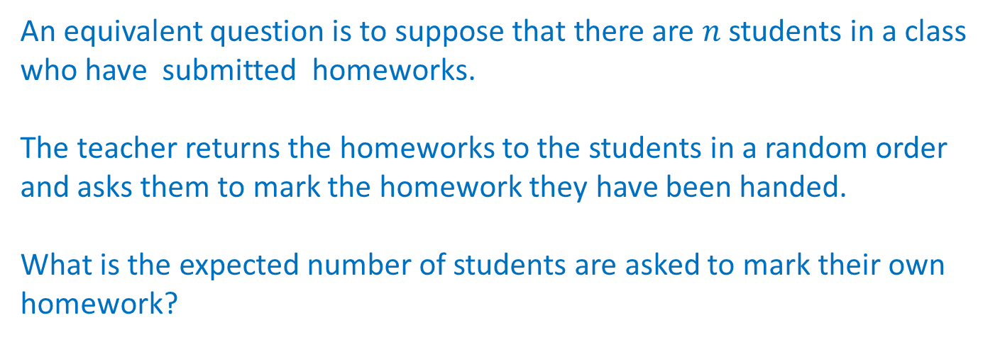 An equivalent question is to suppose that there are n students in a class
who have  submitted  homeworks.
The teacher returns the homeworks to the students in a random order
and asks them to mark the homework they have been handed.
What is the expected number of students are asked to mark their own
homework?